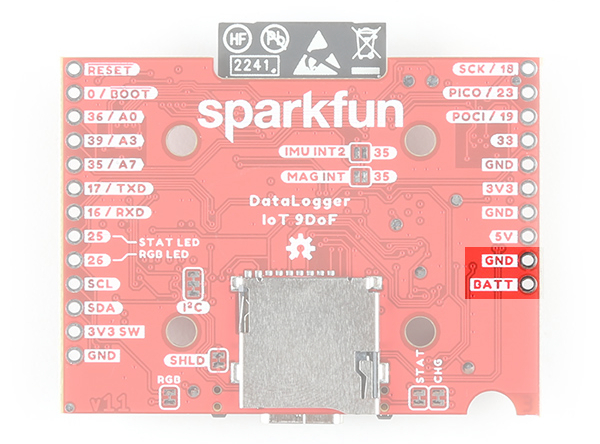 HF Pb
2241.
RESET
0 / BOOT
36 / A0
39 / A3
35 / A7
17 / TXD
16 / RXD
25
STAT LED
26
RGB LED
SCL
SDA
3V3 SW
GND
sparkfun
IMU INT2 35
MAG INT 35
DataLogger
IoT 9DoF
I²C
SHLD
RGB
v11
STAT
CHG
SCK / 18
PICO / 23
POCI / 19
33
GND
3V3
GND
5V
GND
BATT